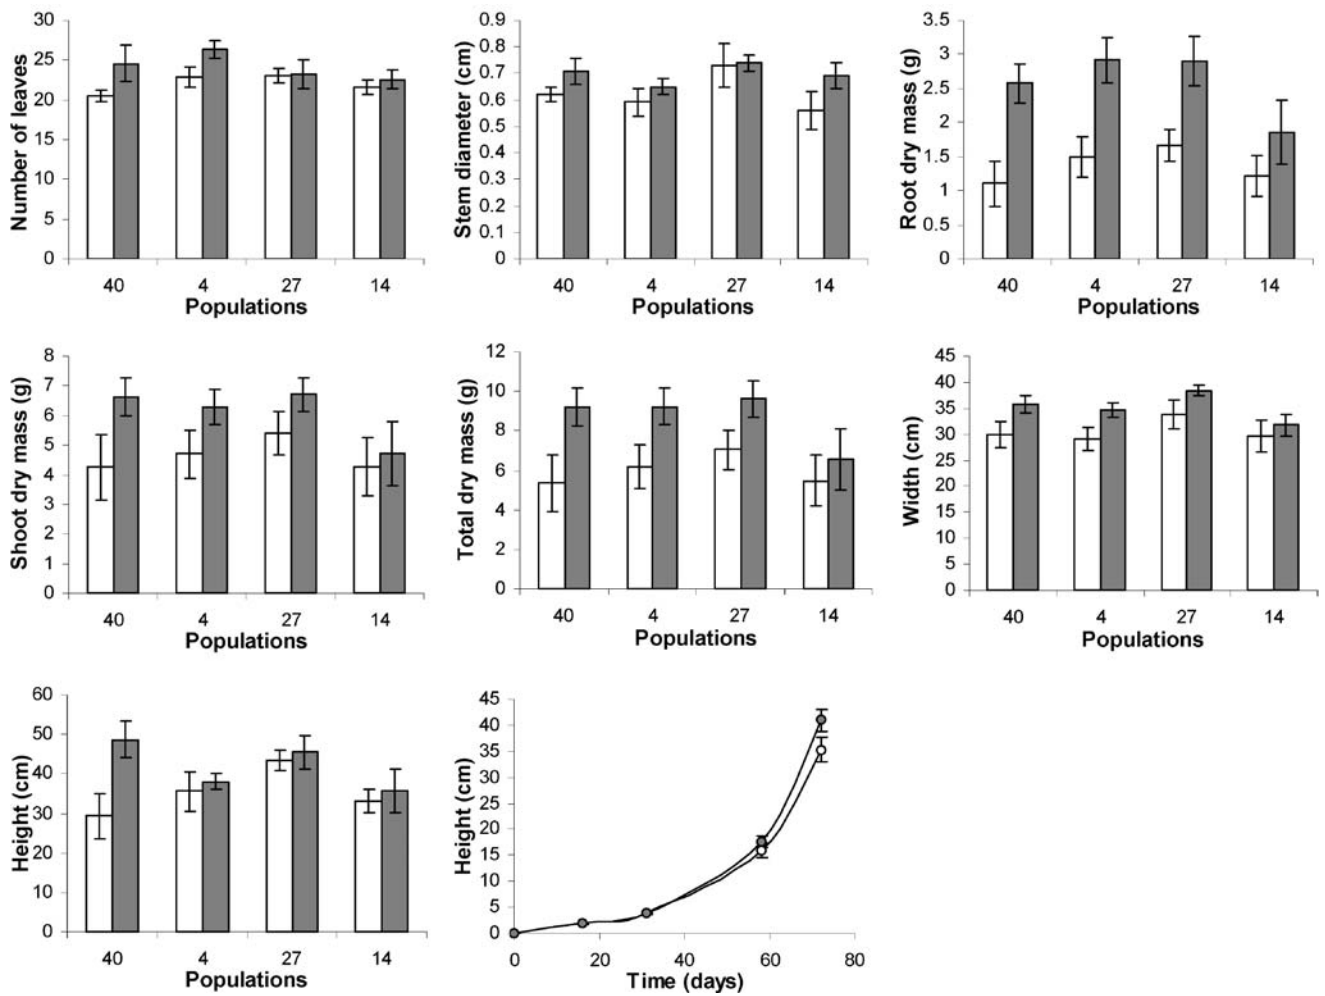 Number of leaves
30
25
20
15
10
5
0
40 4 27 14
Populations
Stem diameter (cm)
0.9
0.8
0.7
0.6
0.5
0.4
0.3
0.2
0.1
0
40 4 27 14
Populations
Root dry mass (g)
3.5
3
2.5
2
1.5
1
0.5
0
40 4 27 14
Populations
Shoot dry mass (g)
8
7
6
5
4
3
2
1
0
40 4 27 14
Populations
Total dry mass (g)
12
10
8
6
4
2
0
40 4 27 14
Populations
Width (cm)
45
40
35
30
25
20
15
10
5
0
40 4 27 14
Populations
Height (cm)
60
50
40
30
20
10
0
40 4 27 14
Populations
Height (cm)
45
40
35
30
25
20
15
10
5
0
0 20 40 60 80
Time (days)